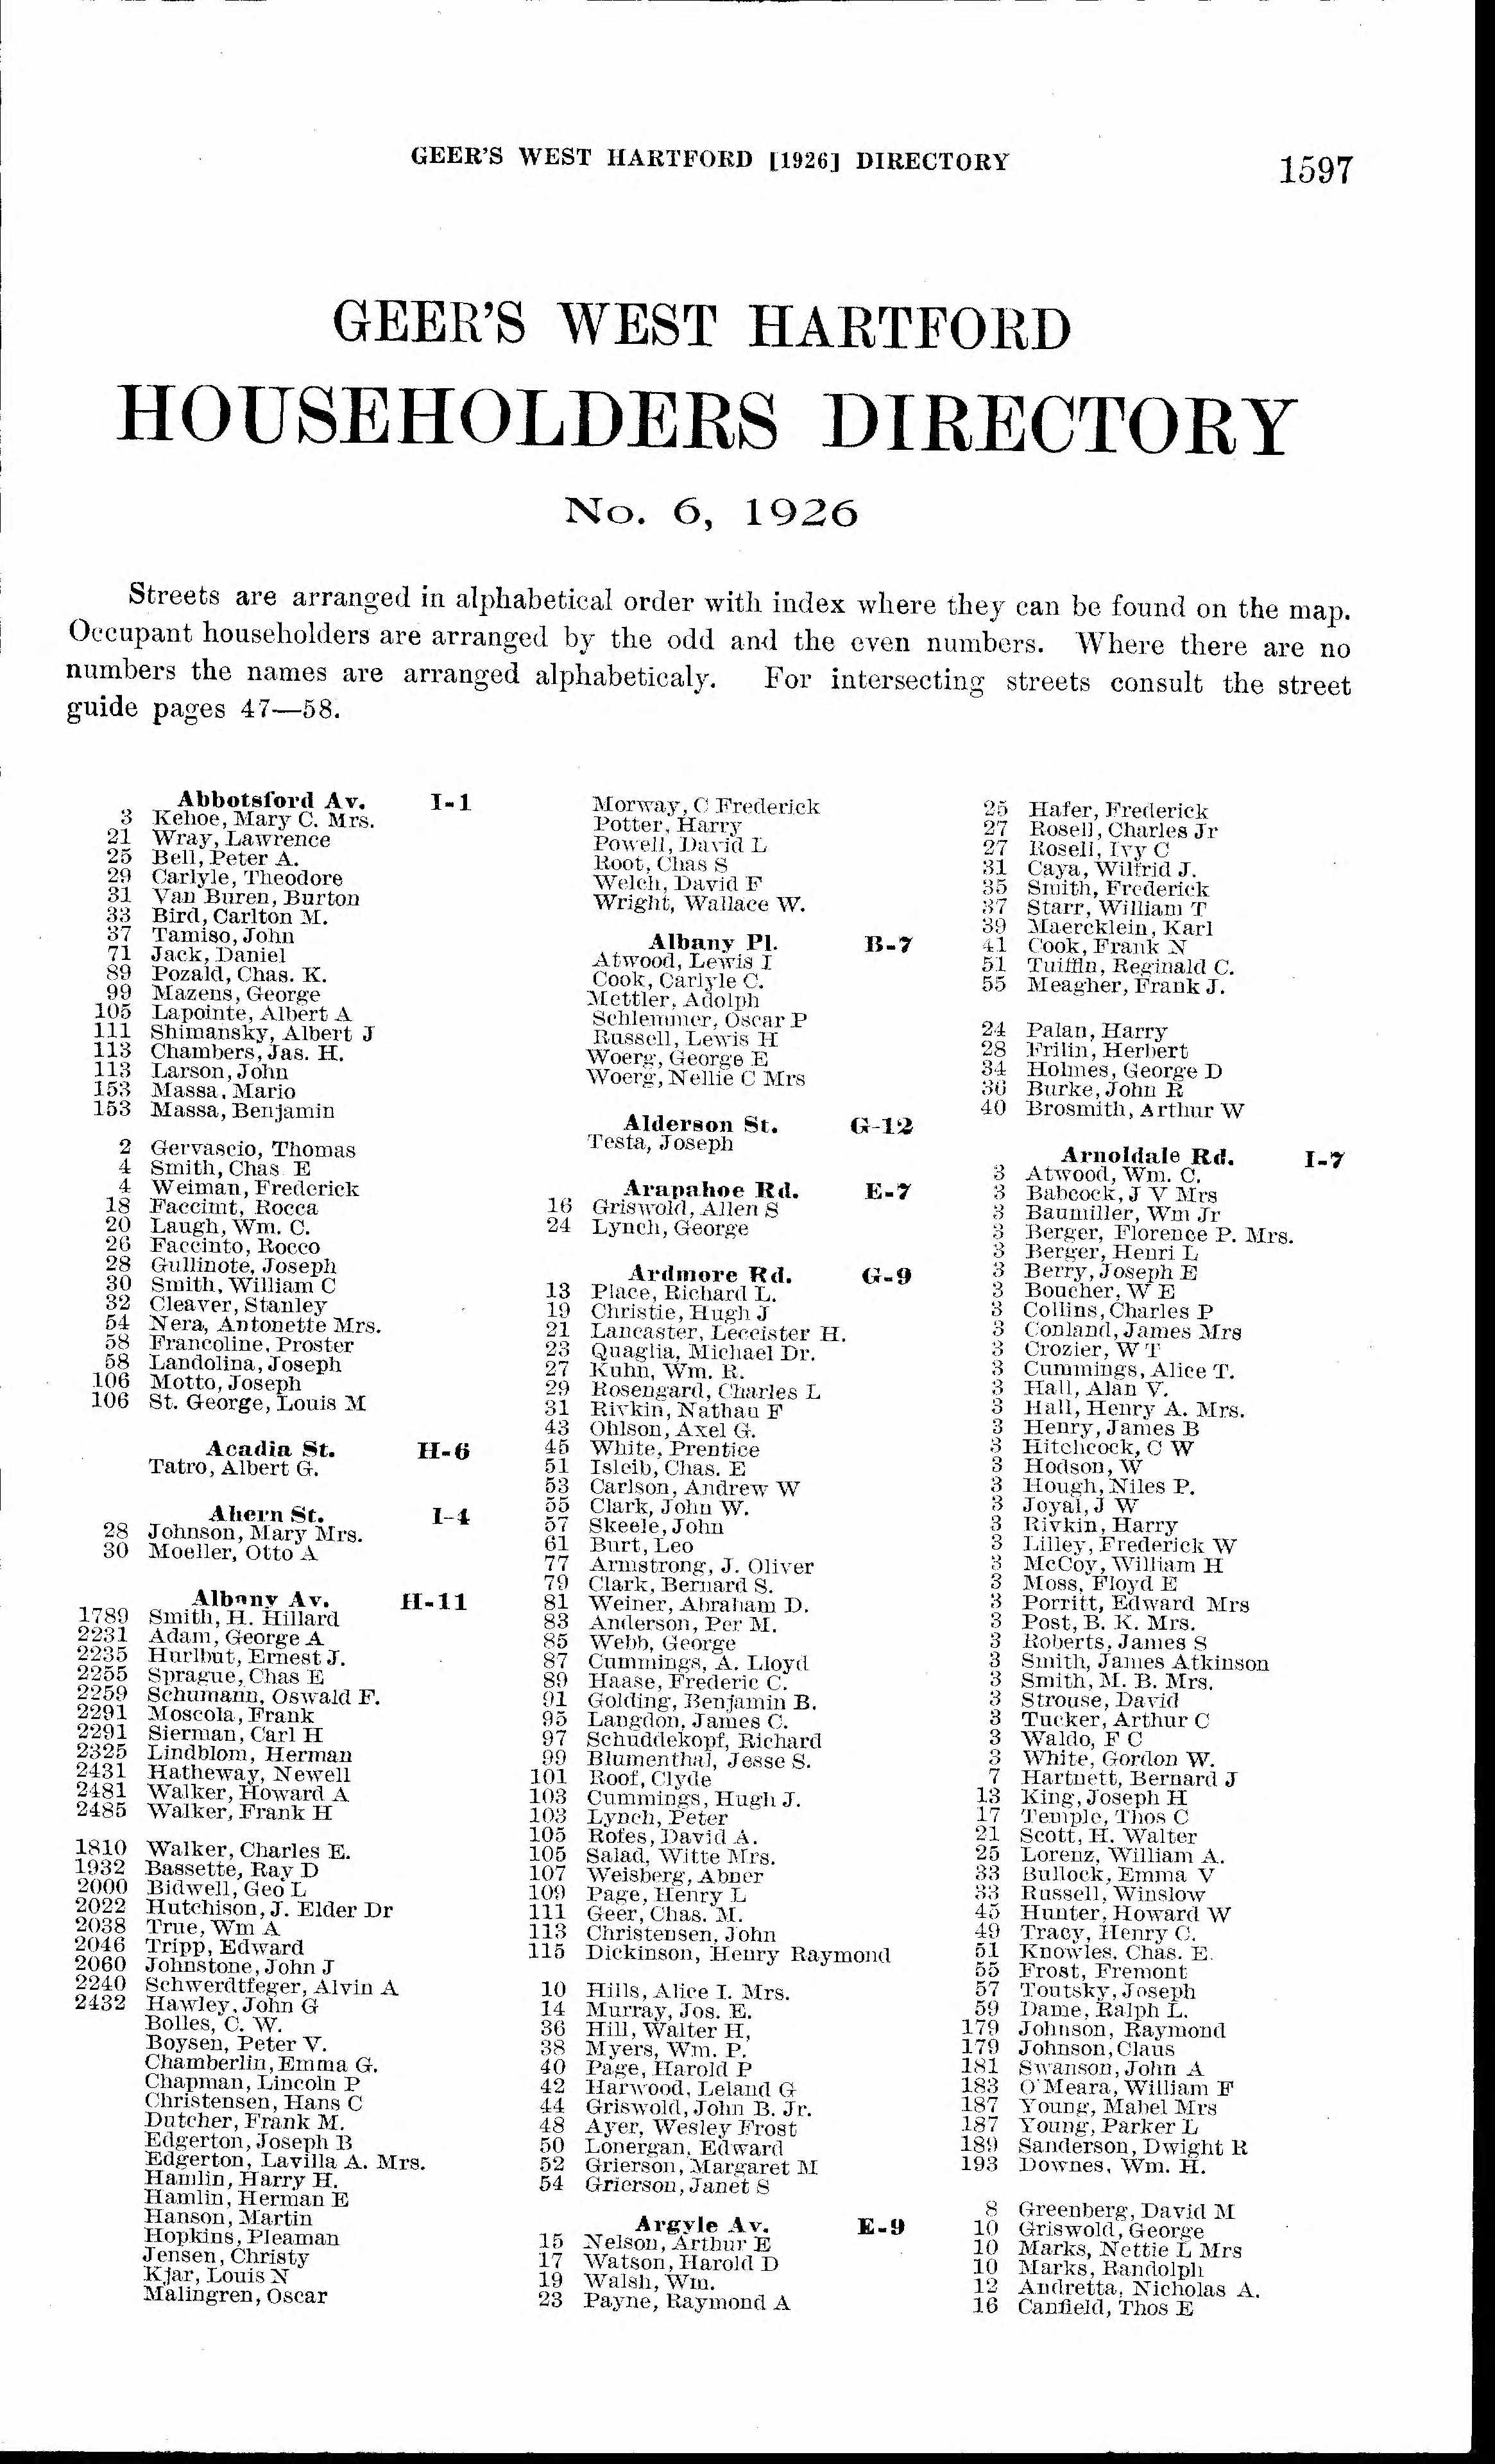 GEER'S WEST HARTFORD [1926] DIRECTORY
1597
GEER'S WEST HARTFORD
HOUSEHOLDERS DIRECTORY
No. 6, 1926
Streets are arranged in alphabetical order with index where they can be found on the map.
Occupant householders are arranged by the odd and the even numbers. Where there are no
numbers the names are arranged alphabeticaly. For intersecting streets consult the street
guide pages 47—58.
Abbotsford Av. I-1
3 Kehoe, Mary C. Mrs.
21 Wray, Lawrence
25 Bell, Peter A.
29 Carlyle, Theodore
31 Van Buren, Burton
33 Bird, Carlton M.
37 Tamiso, John
71 Jack, Daniel
89 Pozald, Chas. K.
99 Mazens, George
105 Lapointe, Albert A
111 Shimansky, Albert J
113 Chambers, Jas. H.
113 Larson, John
153 Massa, Mario
153 Massa, Benjamin
2 Gervascio, Thomas
4 Smith, Chas E
4 Weiman, Frederick
18 Faccimt, Rocca
20 Laugh, Wm. C.
26 Faccinto, Rocco
28 Gullinote, Joseph
30 Smith, William C
32 Cleaver, Stanley
54 Nera, Antonette Mrs.
58 Francoline, Proster
58 Landolina, Joseph
106 Motto, Joseph
106 St. George, Louis M
Acadia St. H-6
Tatro, Albert G.
Ahern St. I-4
28 Johnson, Mary Mrs.
30 Moeller, Otto A
Albany Av. H-11
1789 Smith, H. Hillard
2231 Adam, George A
2235 Hurlbut, Ernest J.
2255 Sprague, Chas E
2259 Schumann, Oswald F.
2291 Moscola, Frank
2291 Sierman, Carl H
2325 Lindblom, Herman
2431 Hatheway, Newell
2481 Walker, Howard A
2485 Walker, Frank H
1810 Walker, Charles E.
1932 Bassette, Ray D
2000 Bidwell, Geo L
2022 Hutchison, J. Elder Dr
2038 True, Wm A
2046 Tripp, Edward
2060 Johnstone, John J
2240 Schwerdtfeger, Alvin A
2432 Hawley, John G
Bolles, C. W.
Boysen, Peter V.
Chamberlin, Emma G.
Chapman, Lincoln P
Christensen, Hans C
Dutcher, Frank M.
Edgerton, Joseph B
Edgerton, Lavilla A. Mrs.
Hamlin, Harry H.
Hamlin, Herman E
Hanson, Martin
Hopkins, Pleaman
Jensen, Christy
Kjar, Louis N
Malingren, Oscar
Morway, C Frederick
Potter, Harry
Powell, David L
Root, Chas S
Welch, David F
Wright, Wallace W.
Albany Pl. B-7
Atwood, Lewis I
Cook, Carlyle C.
Mettler, Adolph
Schlemmer, Oscar P
Russell, Lewis H
Woerg, George E
Woerg, Nellie C Mrs
Alderson St. G-12
Testa, Joseph
Arapahoe Rd. E-7
16 Griswold, Allen S
24 Lynch, George
Ardmore Rd. G-9
13 Place, Richard L.
19 Christie, Hugh J
21 Lancaster, Leceister H.
23 Quaglia, Michael Dr.
27 Kuhn, Wm. R.
29 Rosengard, Charles L
31 Rivkin, Nathan F
43 Ohlson, Axel G.
45 White, Prentice
51 Isleib, Chas. E
53 Carlson, Andrew W
55 Clark, John W.
57 Skeele, John
61 Burt, Leo
77 Armstrong, J. Oliver
79 Clark, Bernard S.
81 Weiner, Abraham D.
83 Anderson, Per M.
85 Webb, George
87 Cummings, A. Lloyd
89 Haase, Frederic C.
91 Golding, Benjamin B.
95 Langdon, James C.
97 Schuddekopf, Richard
99 Blumenthal, Jesse S.
101 Roof, Clyde
103 Cummings, Hugh J.
103 Lynch, Peter
105 Rofes, David A.
105 Salad, Witte Mrs.
107 Weisberg, Abner
109 Page, Henry L
111 Geer, Chas. M.
113 Christensen, John
115 Dickinson, Henry Raymond
10 Hills, Alice I. Mrs.
14 Murray, Jos. E.
36 Hill, Walter H,
38 Myers, Wm. P.
40 Page, Harold P
42 Harwood, Leland G
44 Griswold, John B. Jr.
48 Ayer, Wesley Frost
50 Lonergan, Edward
52 Grierson, Margaret M
54 Grierson, Janet S
Argyle Av. E-9
15 Nelson, Arthur E
17 Watson, Harold D
19 Walsh, Wm.
23 Payne, Raymond A
25 Hafer, Frederick
27 Rosell, Charles Jr
27 Rosell, Ivy C
31 Caya, Wilfrid J.
35 Smith, Frederick
37 Starr, William T
39 Maercklein, Karl
41 Cook, Frank N
51 Tuiffin, Reginald C.
55 Meagher, Frank J.
24 Palan, Harry
28 Frilin, Herbert
34 Holmes, George D
36 Burke, John R
40 Brosmith, Arthur W
Arnoldale Rd. I-7
3 Atwood, Wm. C.
3 Babcock, J V Mrs
3 Baumiller, Wm Jr
3 Berger, Florence P. Mrs.
3 Berger, Henri L
3 Berry, Joseph E
3 Boucher, W E
3 Collins, Charles P
3 Conland, James Mrs
3 Crozier, W T
3 Cummings, Alice T.
3 Hall, Alan V.
3 Hall, Henry A. Mrs.
3 Henry, James B
3 Hitchcock, C W
3 Hodson, W
3 Hough, Niles P.
3 Joyal, J W
3 Rivkin, Harry
3 Lilley, Frederick W
3 McCoy, William H
3 Moss, Floyd E
3 Porritt, Edward Mrs
3 Post, B. K. Mrs.
3 Roberts, James S
3 Smith, James Atkinson
3 Smith, M. B. Mrs.
3 Strouse, David
3 Tucker, Arthur C
3 Waldo, F C
3 White, Gordon W.
7 Hartnett, Bernard J
13 King, Joseph H
17 Temple, Thos C
21 Scott, H. Walter
25 Lorenz, William A.
33 Bullock, Emma V
33 Russell, Winslow
45 Hunter, Howard W
49 Tracy, Henry C.
51 Knowles, Chas. E.
55 Frost, Fremont
57 Toutsky, Joseph
59 Dame, Ralph L.
179 Johnson, Raymond
179 Johnson, Claus
181 Swanson, John A
183 O'Meara, William F
187 Young, Mabel Mrs
187 Young, Parker L
189 Sanderson, Dwight R
193 Downes, Wm. H.
8 Greenberg, David M
10 Griswold, George
10 Marks, Nettie L Mrs
10 Marks, Randolph
12 Andretta, Nicholas A.
16 Canfield, Thos E